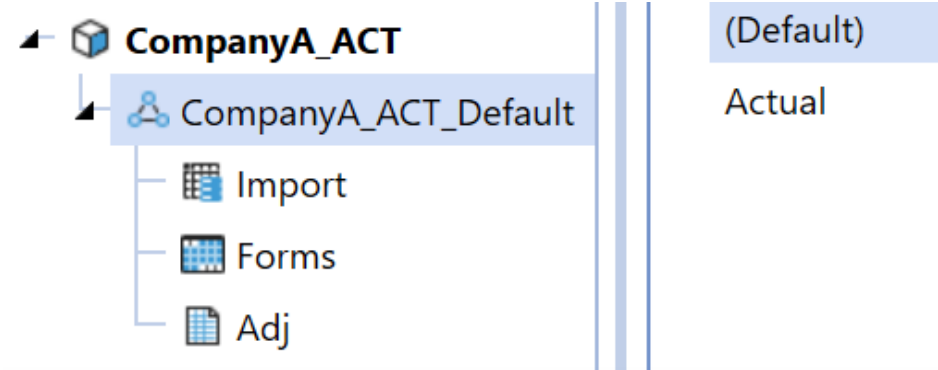 CompanyA_ACT
CompanyA_ACT_Default
Import
Forms
Adj
(Default)
Actual